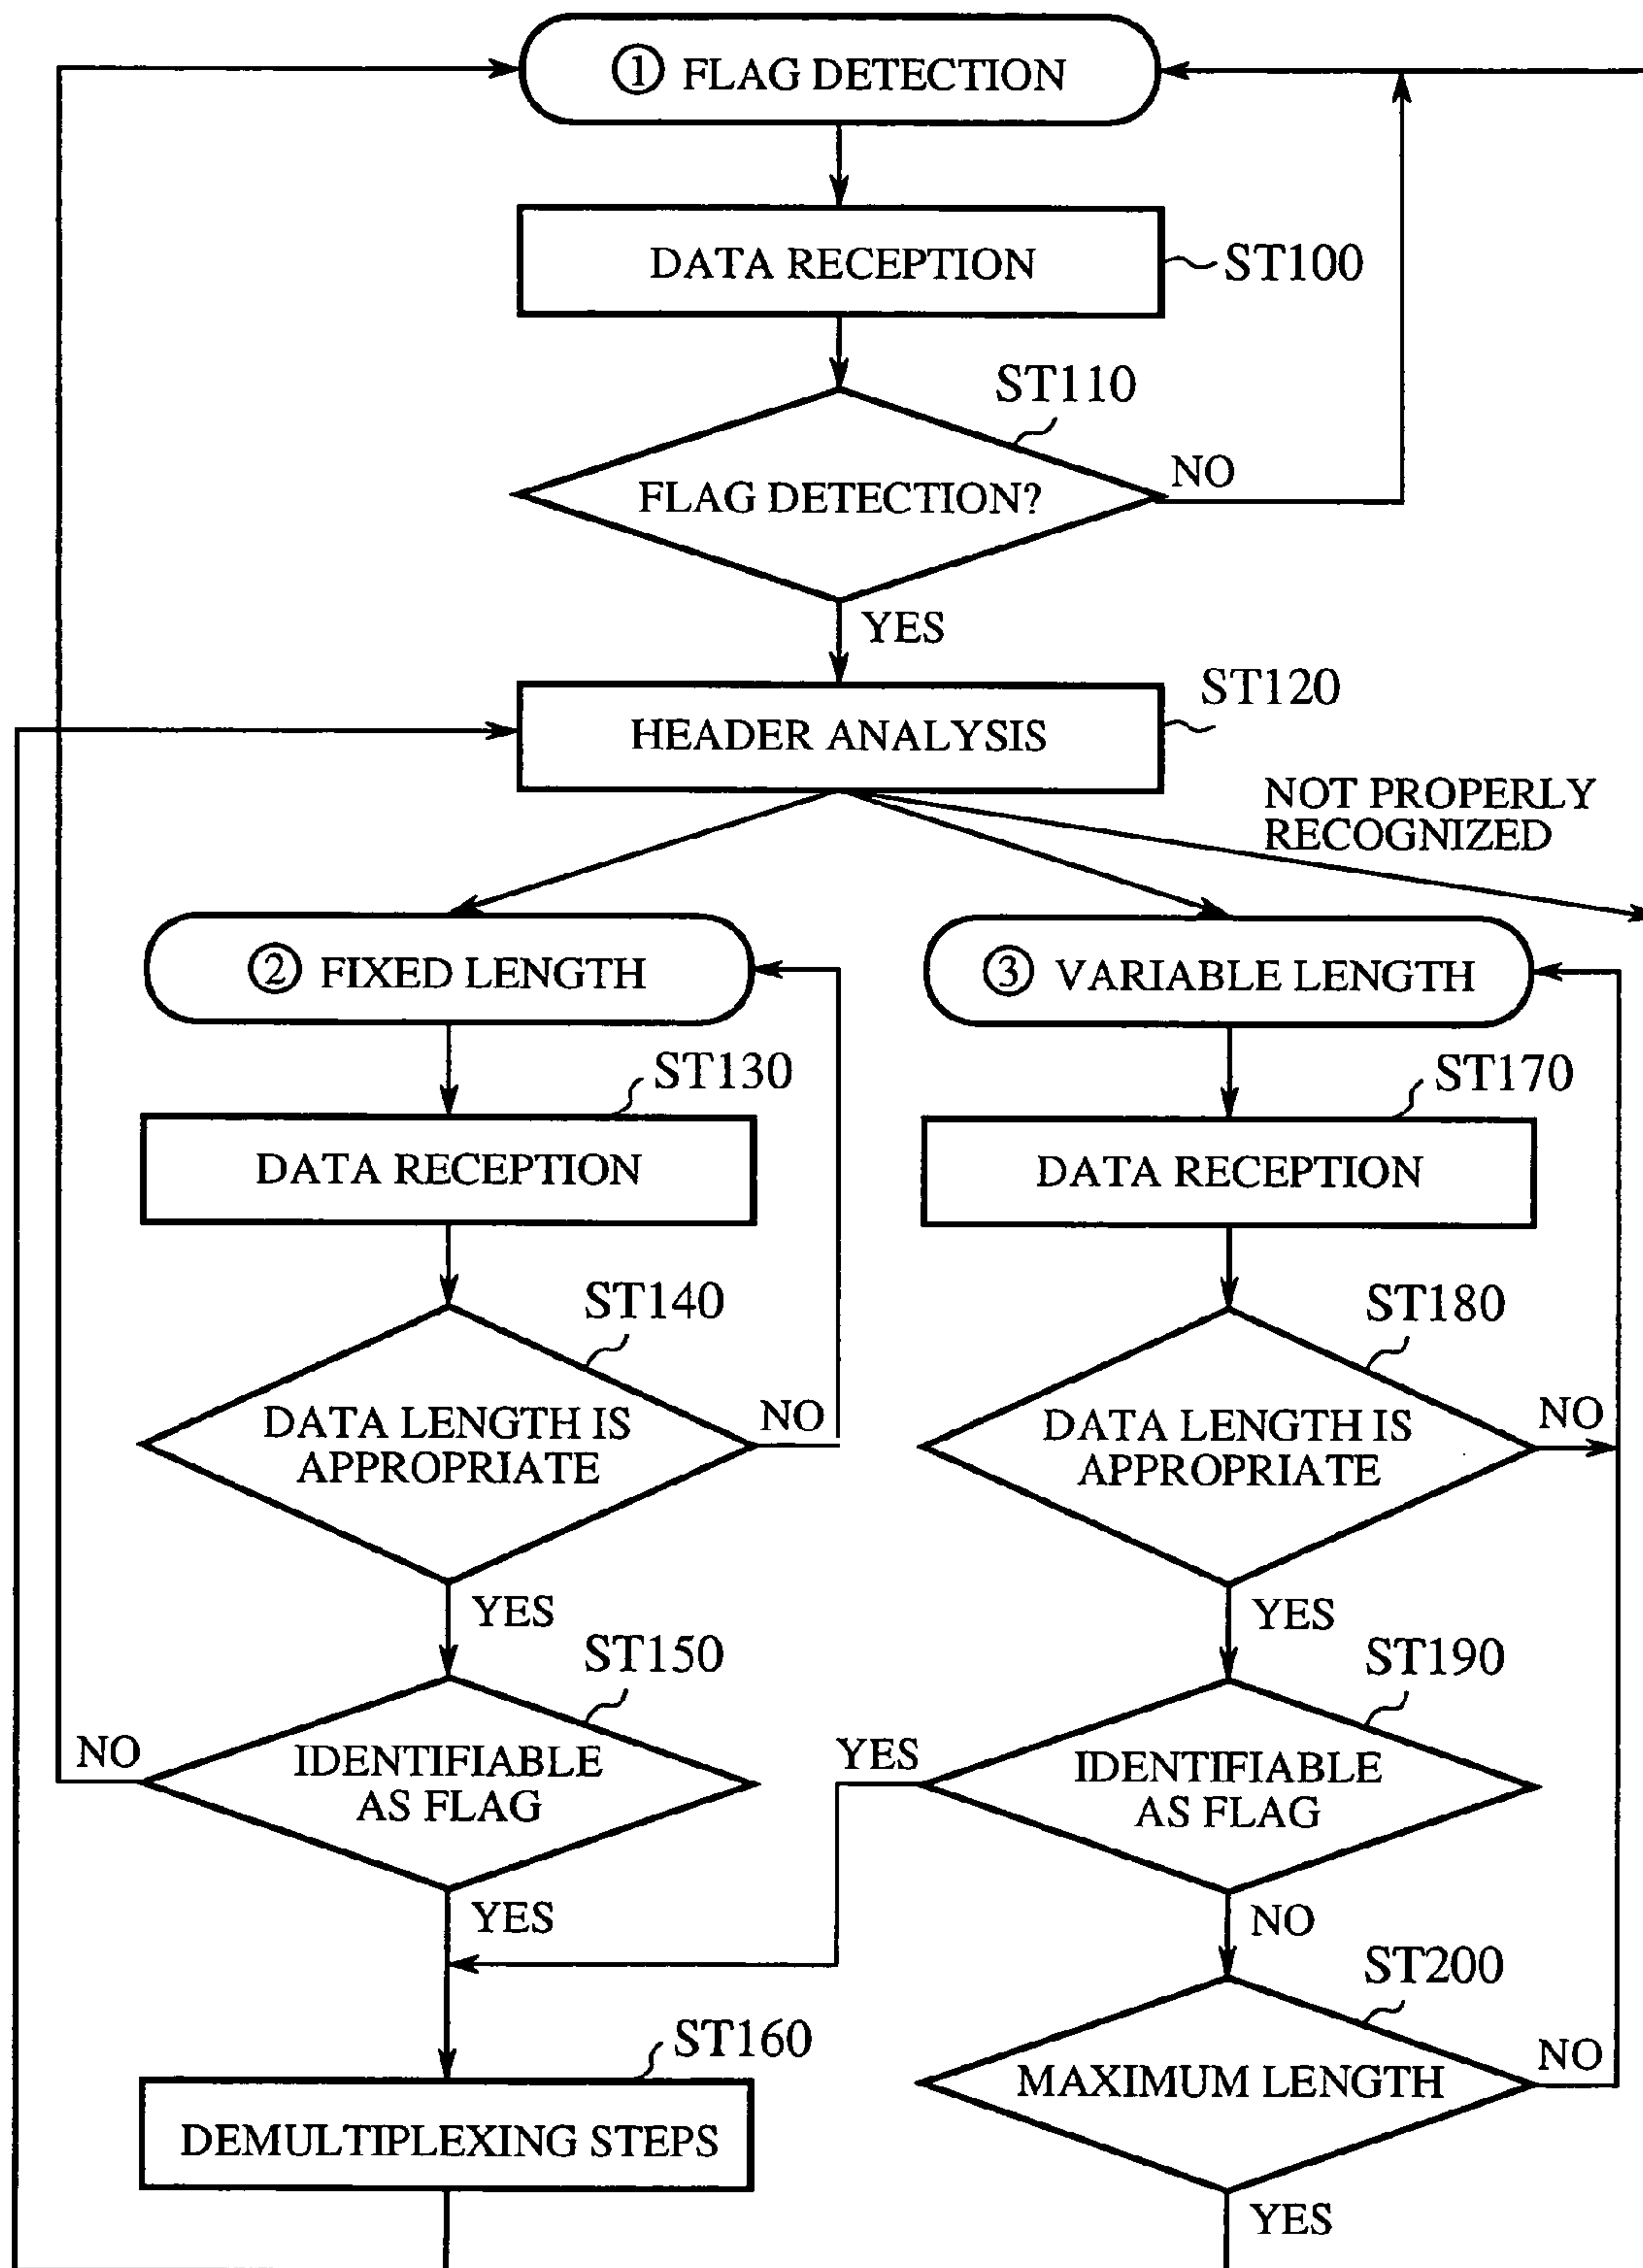 ① FLAG DETECTION
DATA RECEPTION
ST100
ST110
FLAG DETECTION?
NO
YES
ST120
HEADER ANALYSIS
NOT PROPERLY
RECOGNIZED
② FIXED LENGTH
③ VARIABLE LENGTH
ST130
ST170
DATA RECEPTION
DATA RECEPTION
ST140
ST180
DATA LENGTH IS
APPROPRIATE
NO
DATA LENGTH IS
APPROPRIATE
NO
YES
YES
ST150
ST190
NO
IDENTIFIABLE
AS FLAG
YES
IDENTIFIABLE
AS FLAG
YES
NO
ST200
ST160
MAXIMUM LENGTH
NO
DEMULTIPLEXING STEPS
YES